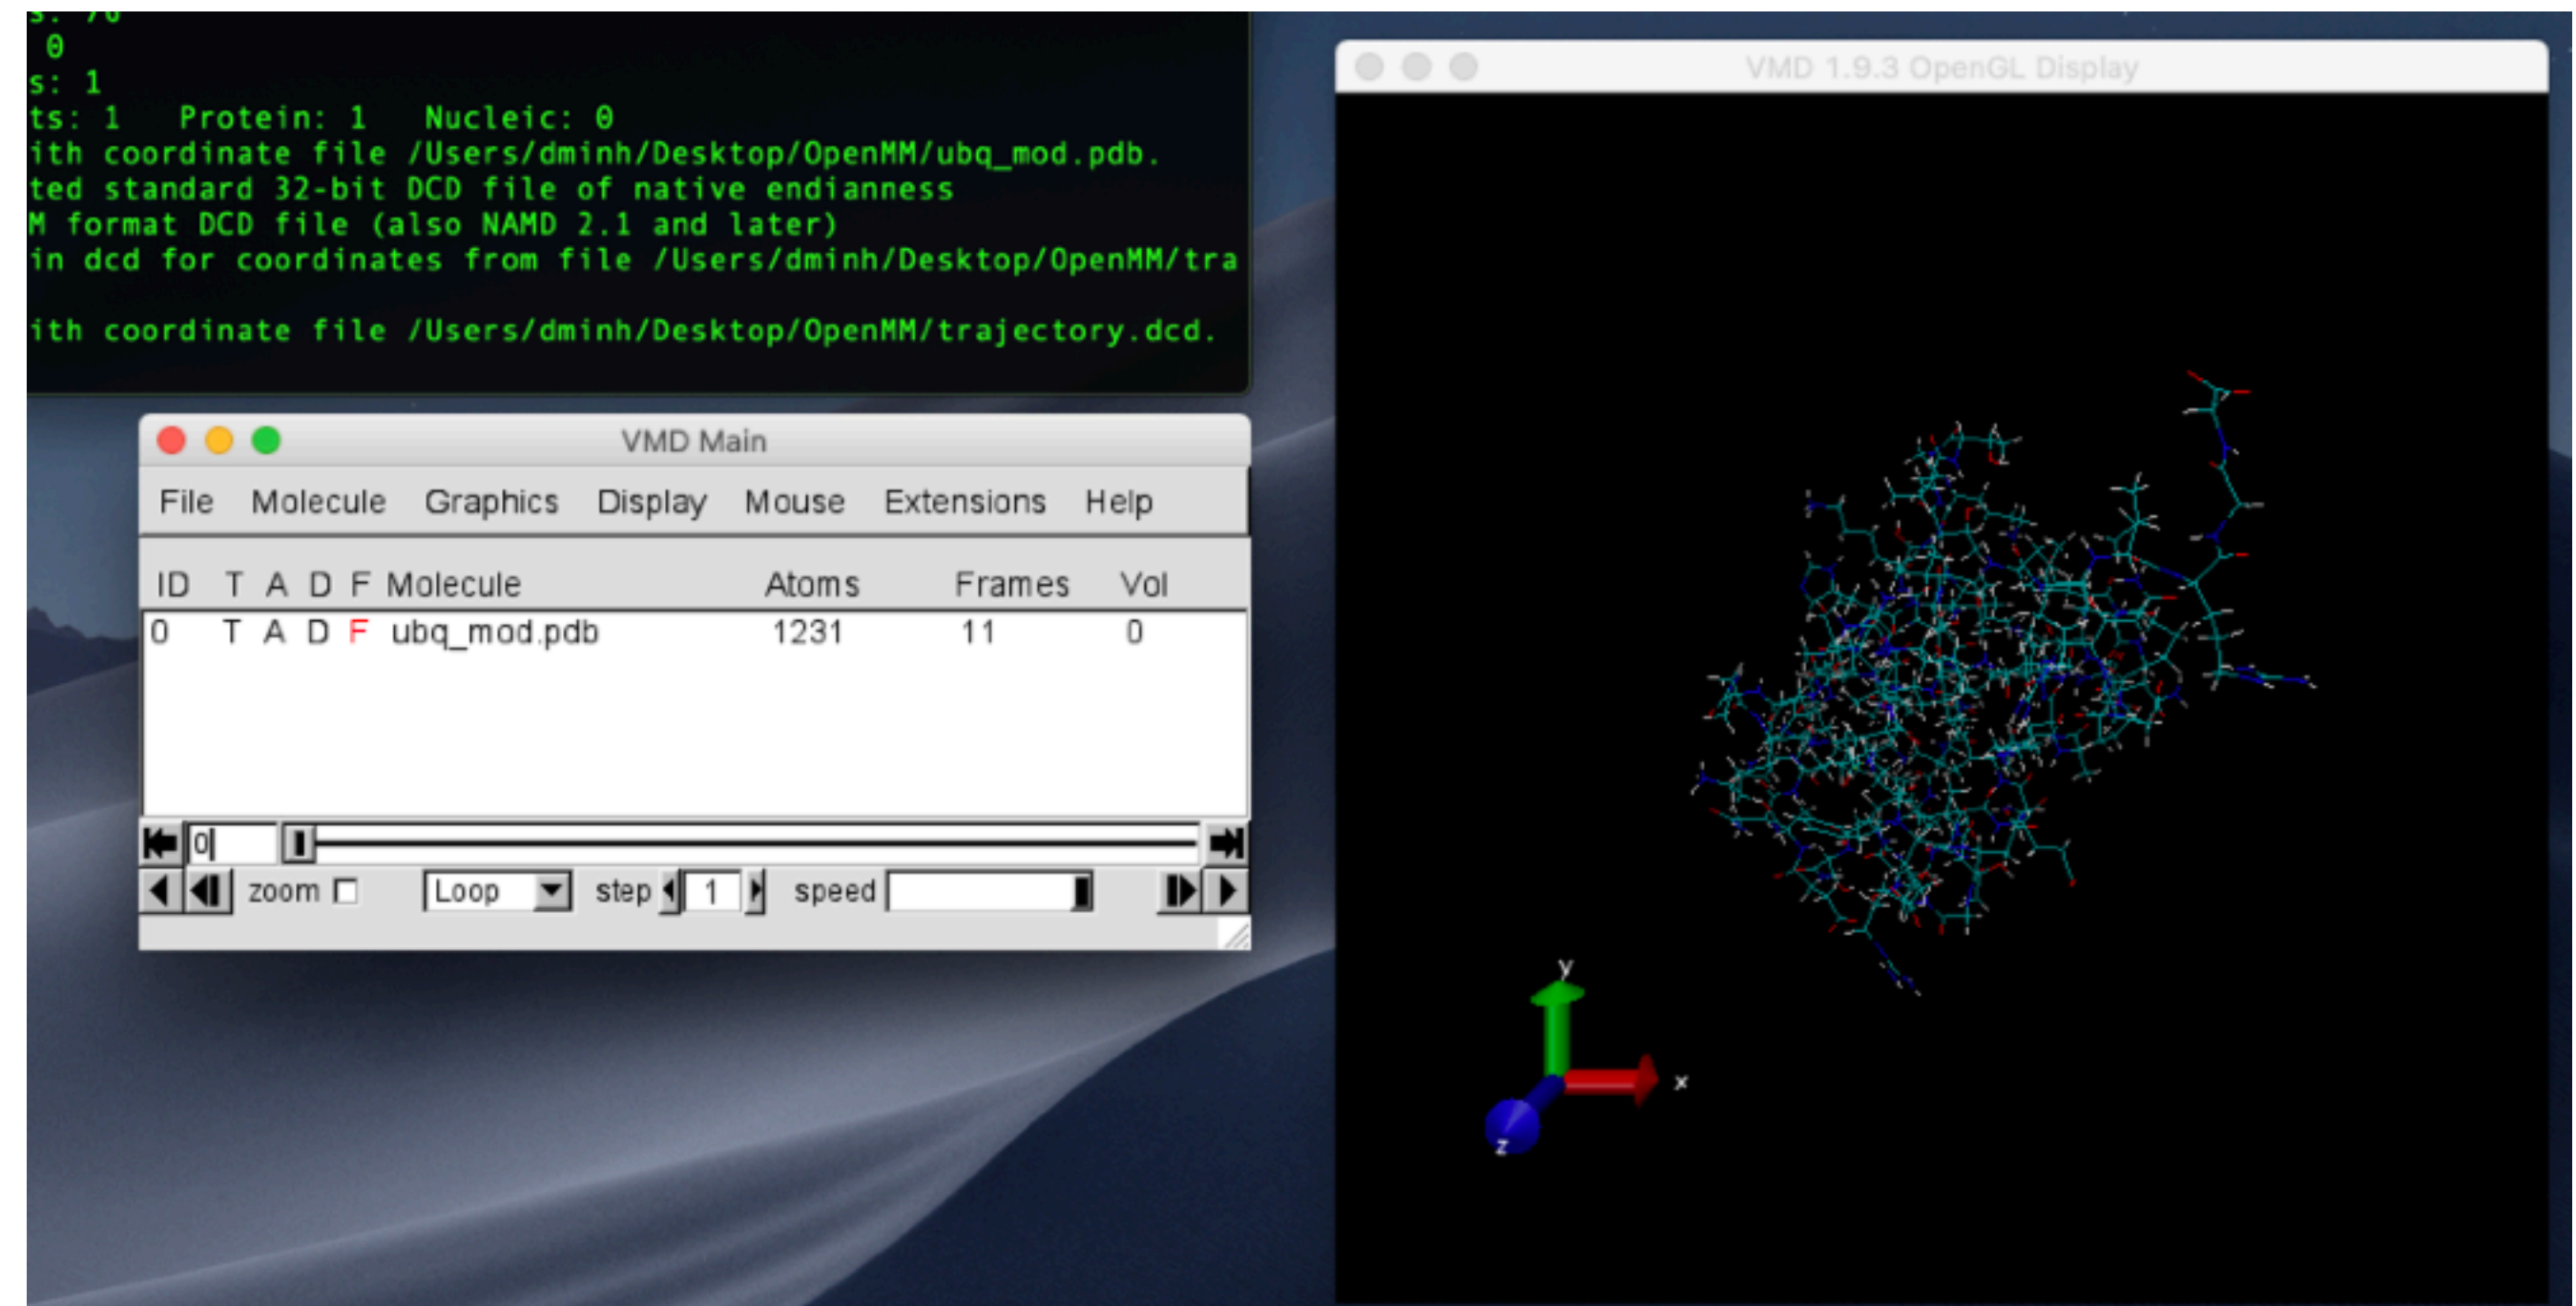 s: 76
0
s: 1
ts: 1 Protein: 1 Nucleic: 0
ith coordinate file /Users/dminh/Desktop/OpenMM/ubq_mod.pdb.
ted standard 32-bit DCD file of native endianness
M format DCD file (also NAMD 2.1 and later)
in dcd for coordinates from file /Users/dminh/Desktop/OpenMM/tra
ith coordinate file /Users/dminh/Desktop/OpenMM/trajectory.dcd.
VMD Main
File Molecule Graphics Display Mouse Extensions Help
ID T A D F Molecule Atoms Frames Vol
0 T A D F ubq_mod.pdb 1231 11 0
0
zoom Loop step 1 speed
VMD 1.9.3 OpenGL Display
y
x
z